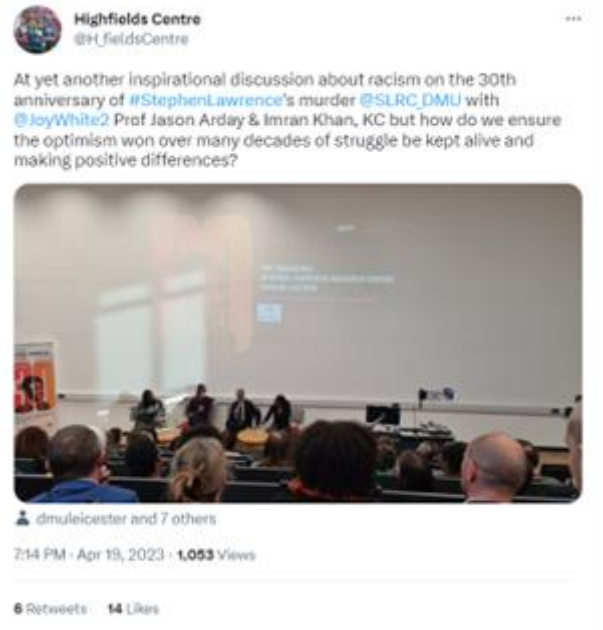 Highfields Centre
@H_fieldsCentre
At yet another inspirational discussion about racism on the 30th
anniversary of #StephenLawrence's murder @SLRC_DMU with
@JoyWhite2 Prof Jason Arday & Imran Khan, KC but how do we ensure
the optimism won over many decades of struggle be kept alive and
making positive differences?
30
dmuleicester and 7 others
7:14 PM · Apr 19, 2023 · 1,053 Views
6 Retweets 14 Likes